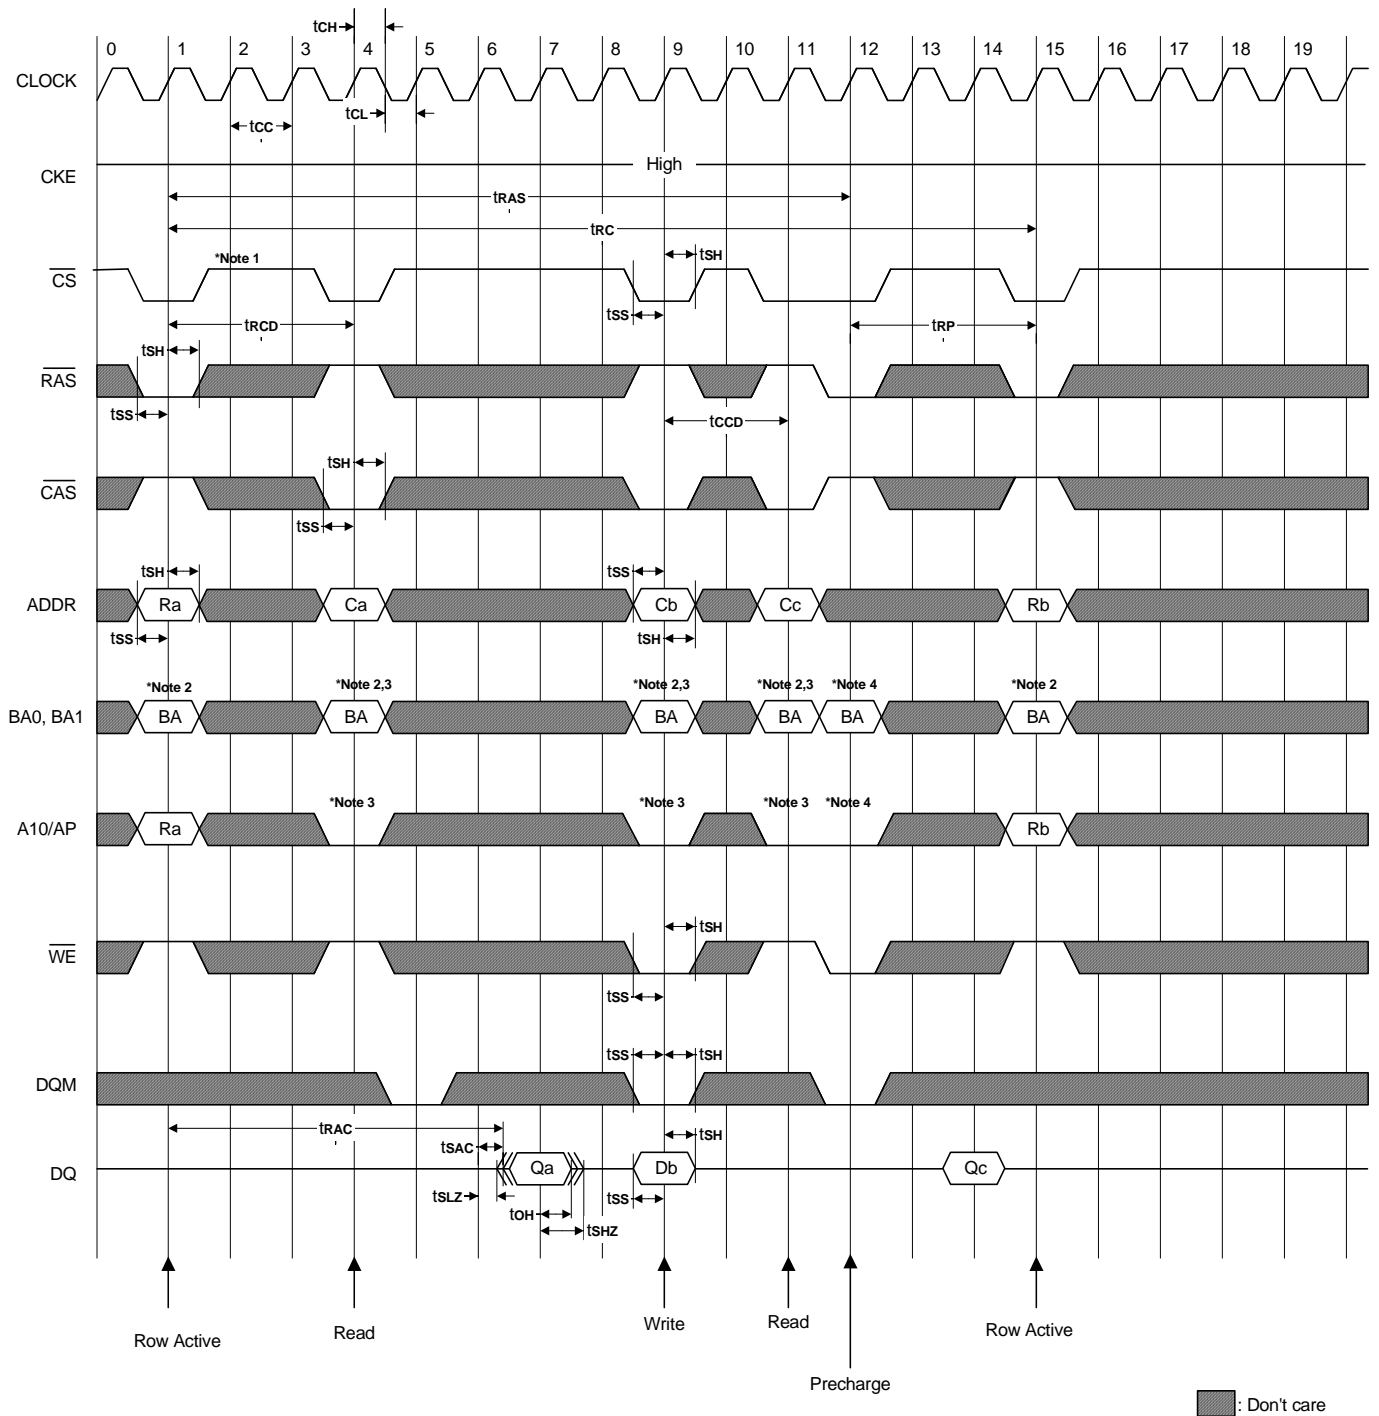 tCH
0 1 2 3 4 5 6 7 8 9 10 11 12 13 14 15 16 17 18 19
CLOCK
tCL
tCC
High
CKE
tRAS
tRC
*Note 1
tSH
CS
tSS
tRCD
tRP
tSH
RAS
tSS
tCCD
tSH
CAS
tSS
tSH
tSS
ADDR Ra Ca Cb Cc Rb
tSS
tSH
*Note 2 *Note 2,3 *Note 2,3 *Note 2,3 *Note 4 *Note 2
BA0, BA1 BA BA BA BA BA BA
*Note 3 *Note 3 *Note 3 *Note 4
A10/AP Ra Rb
tSH
WE
tSS
tSS tSH
DQM
tRAC
tSH
tSAC
DQ Qa Db Qc
tSLZ
tSS
tOH
tSHZ
Row Active
Read
Write
Read
Row Active
Precharge
: Don't care